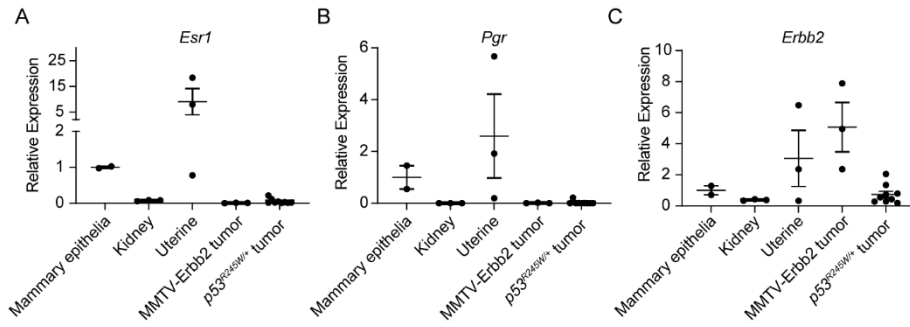 A
Esr1
Relative Expression
25
15
5
2
1
0
Mammary epithelia
Kidney
Uterine
MMTV-Erbb2 tumor
p53R245W/+ tumor
B
Pgr
Relative Expression
6
4
2
0
Mammary epithelia
Kidney
Uterine
MMTV-Erbb2 tumor
p53R245W/+ tumor
C
Erbb2
Relative Expression
10
8
6
4
2
0
Mammary epithelia
Kidney
Uterine
MMTV-Erbb2 tumor
p53R245W/+ tumor